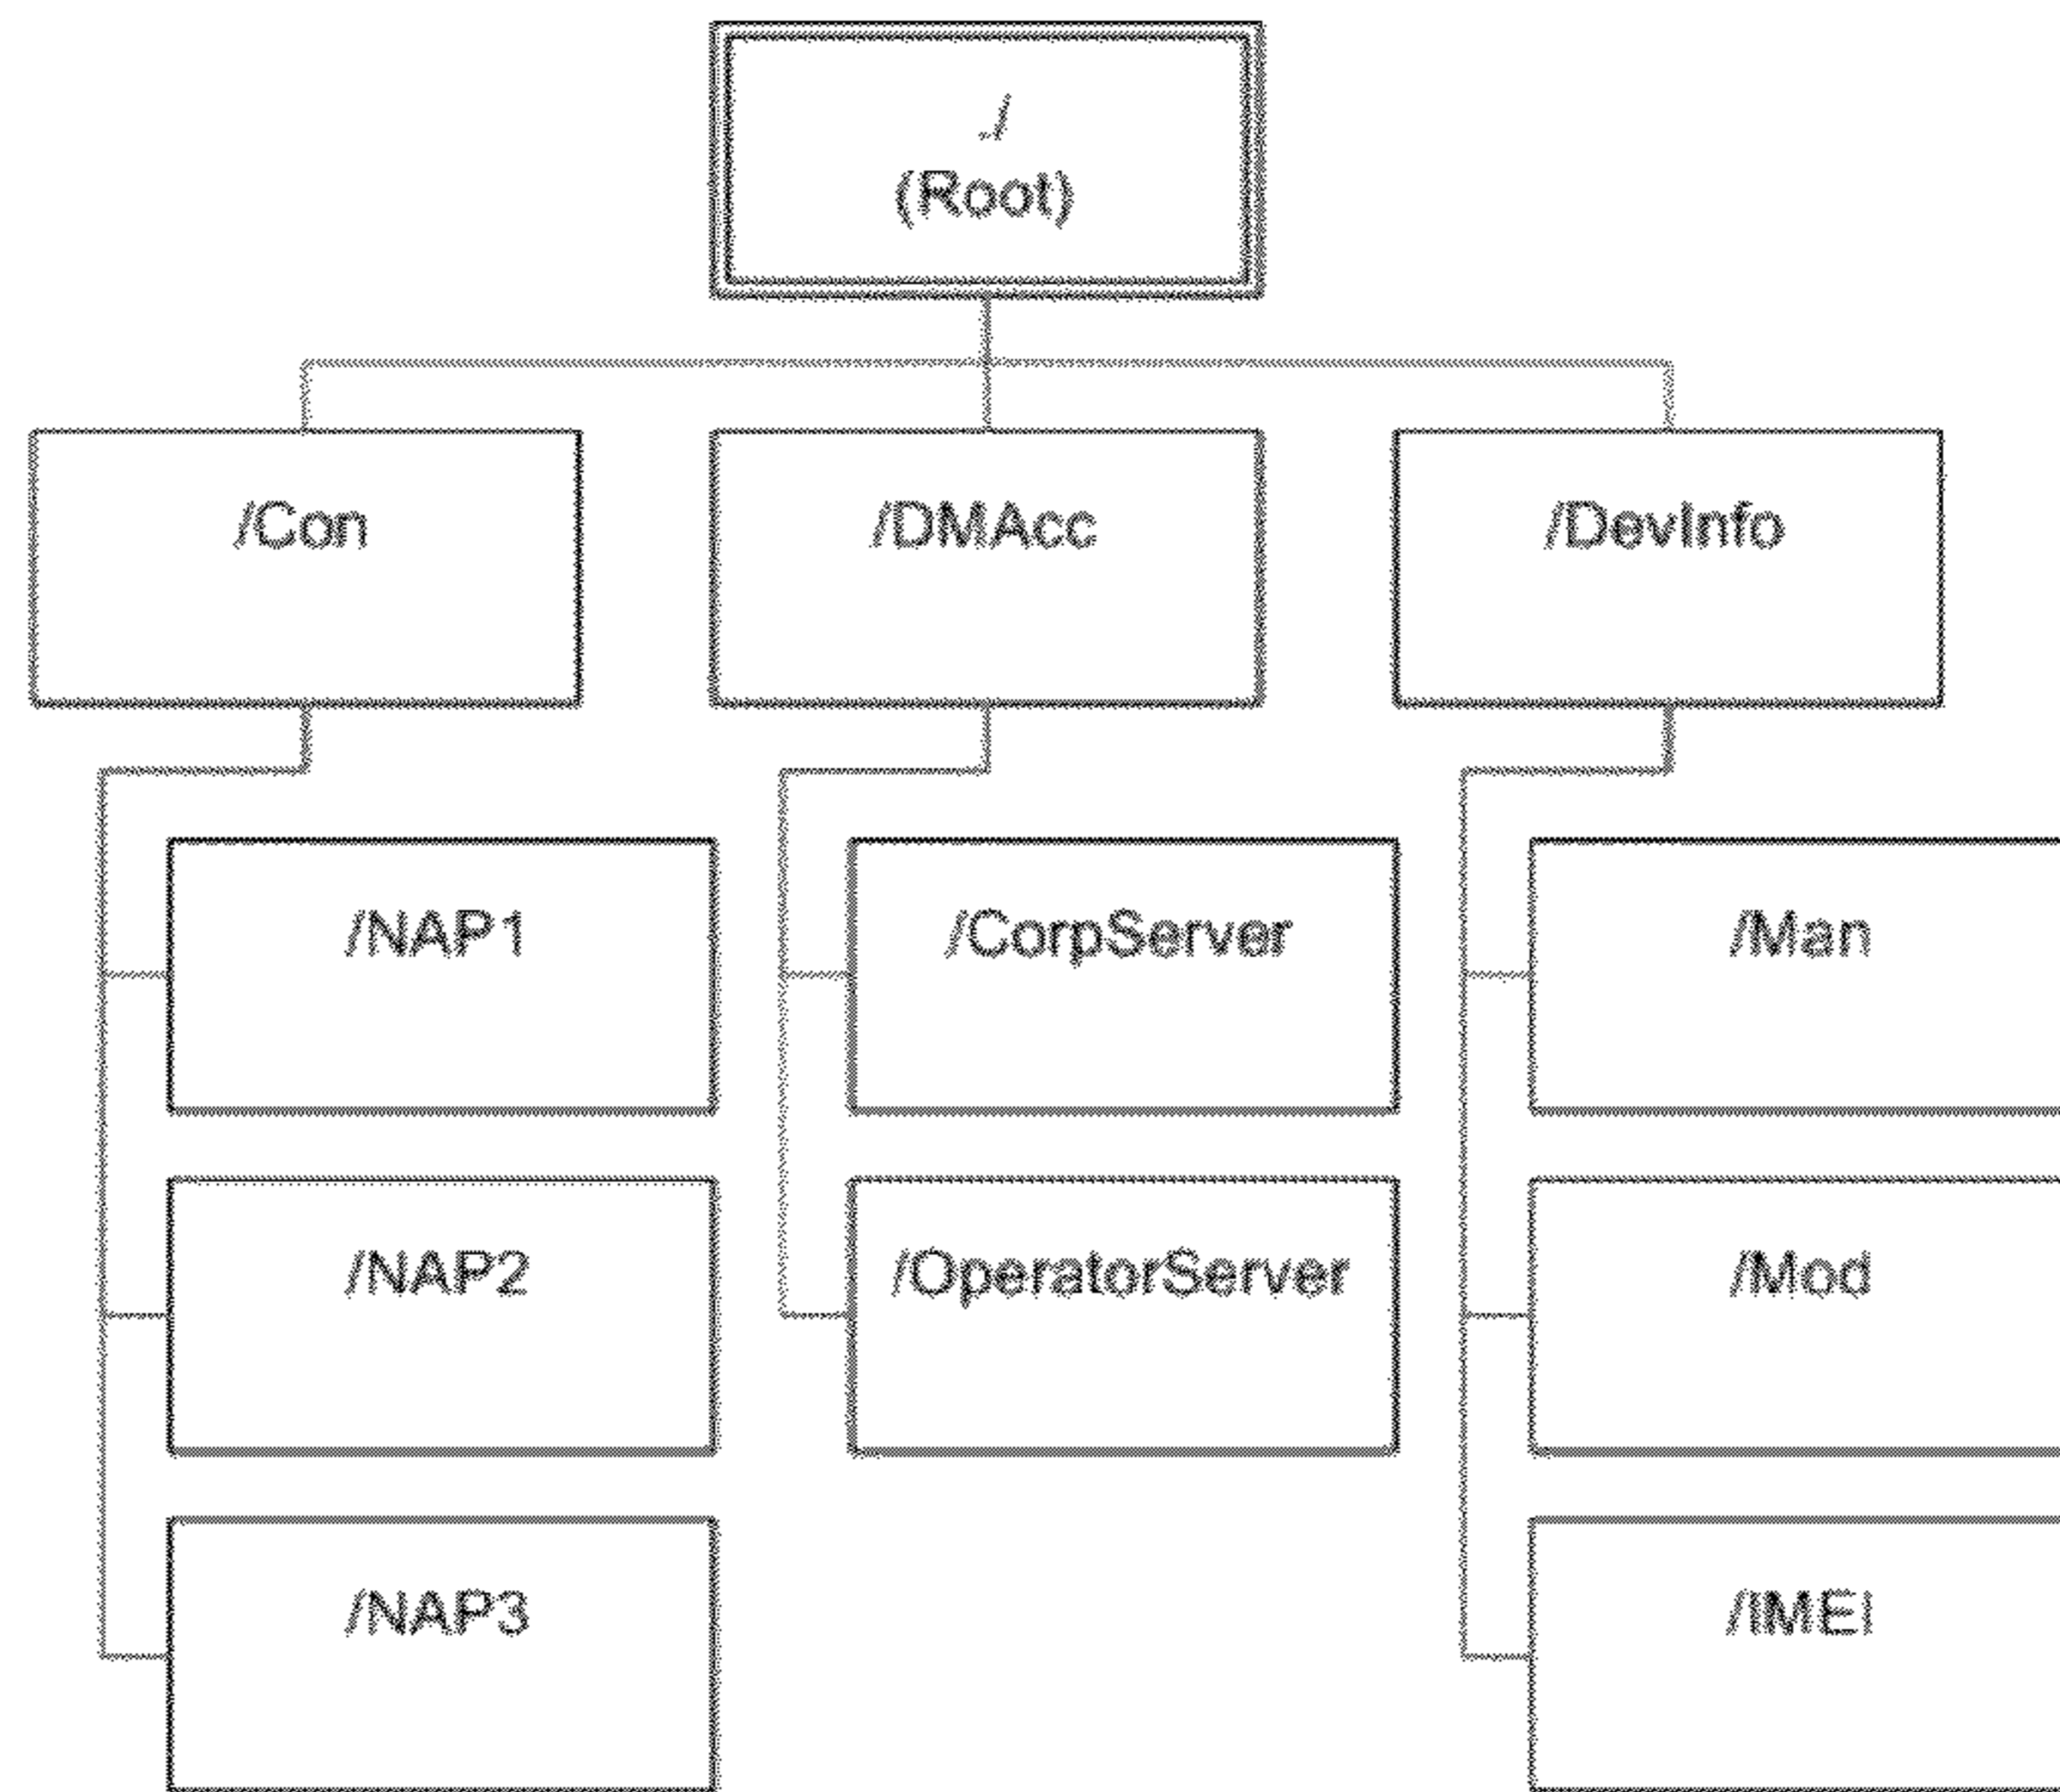 ./
(Root)
/Con
/DMAcc
/DevInfo
/NAP1
/CorpServer
/Man
/NAP2
/OperatorServer
/Mod
/NAP3
/IMEI